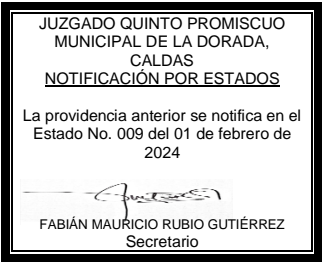 JUZGADO QUINTO PROMISCUO
MUNICIPAL DE LA DORADA,
CALDAS
NOTIFICACIÓN POR ESTADOS
La providencia anterior se notifica en el
Estado No. 009 del 01 de febrero de
2024
FABIÁN MAURICIO RUBIO GUTIÉRREZ
Secretario